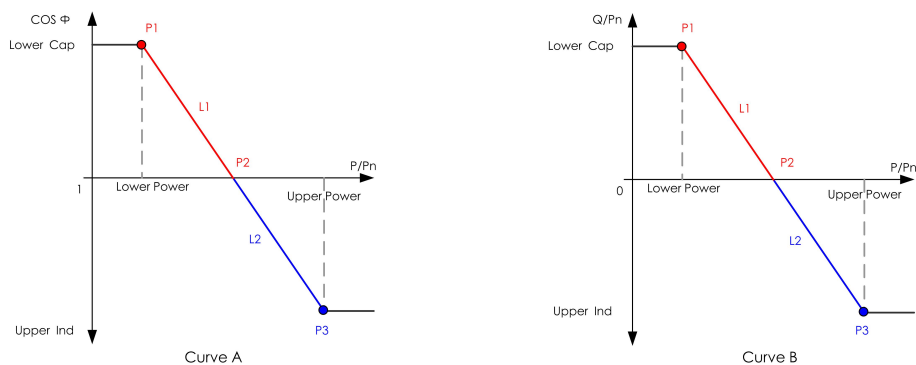 COS Φ
P1
Lower Cap
L1
P2
P/Pn
1
Lower Power
Upper Power
L2
Upper Ind
P3
Curve A
Q/Pn
P1
Lower Cap
L1
P2
P/Pn
0
Lower Power
Upper Power
L2
Upper Ind
P3
Curve B